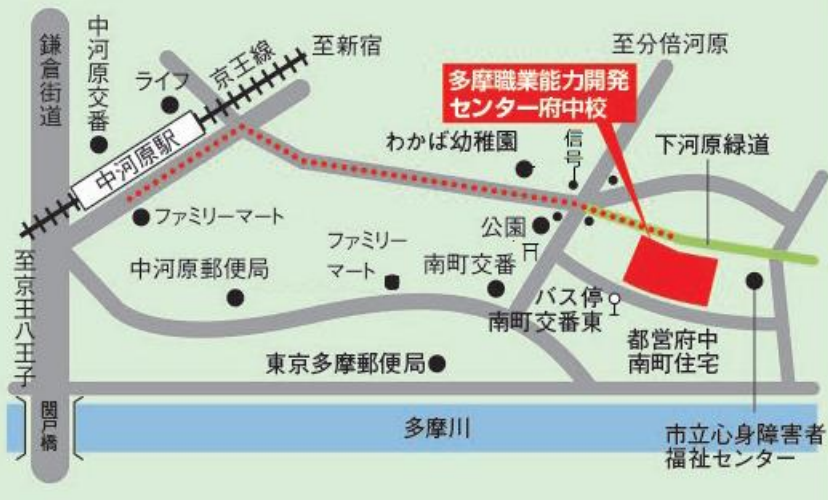 鎌倉街道
中河原交番
ライフ
京王線
至新宿
至分倍河原
多摩職業能力開発
センター府中校
中河原駅
わかば幼稚園
信号
下河原緑道
ファミリーマート
公園
ファミリー
マート
南町交番
中河原郵便局
バス停
南町交番東
至京王八王子
都営府中
南町住宅
東京多摩郵便局
関戸橋
多摩川
市立心身障害者
福祉センター